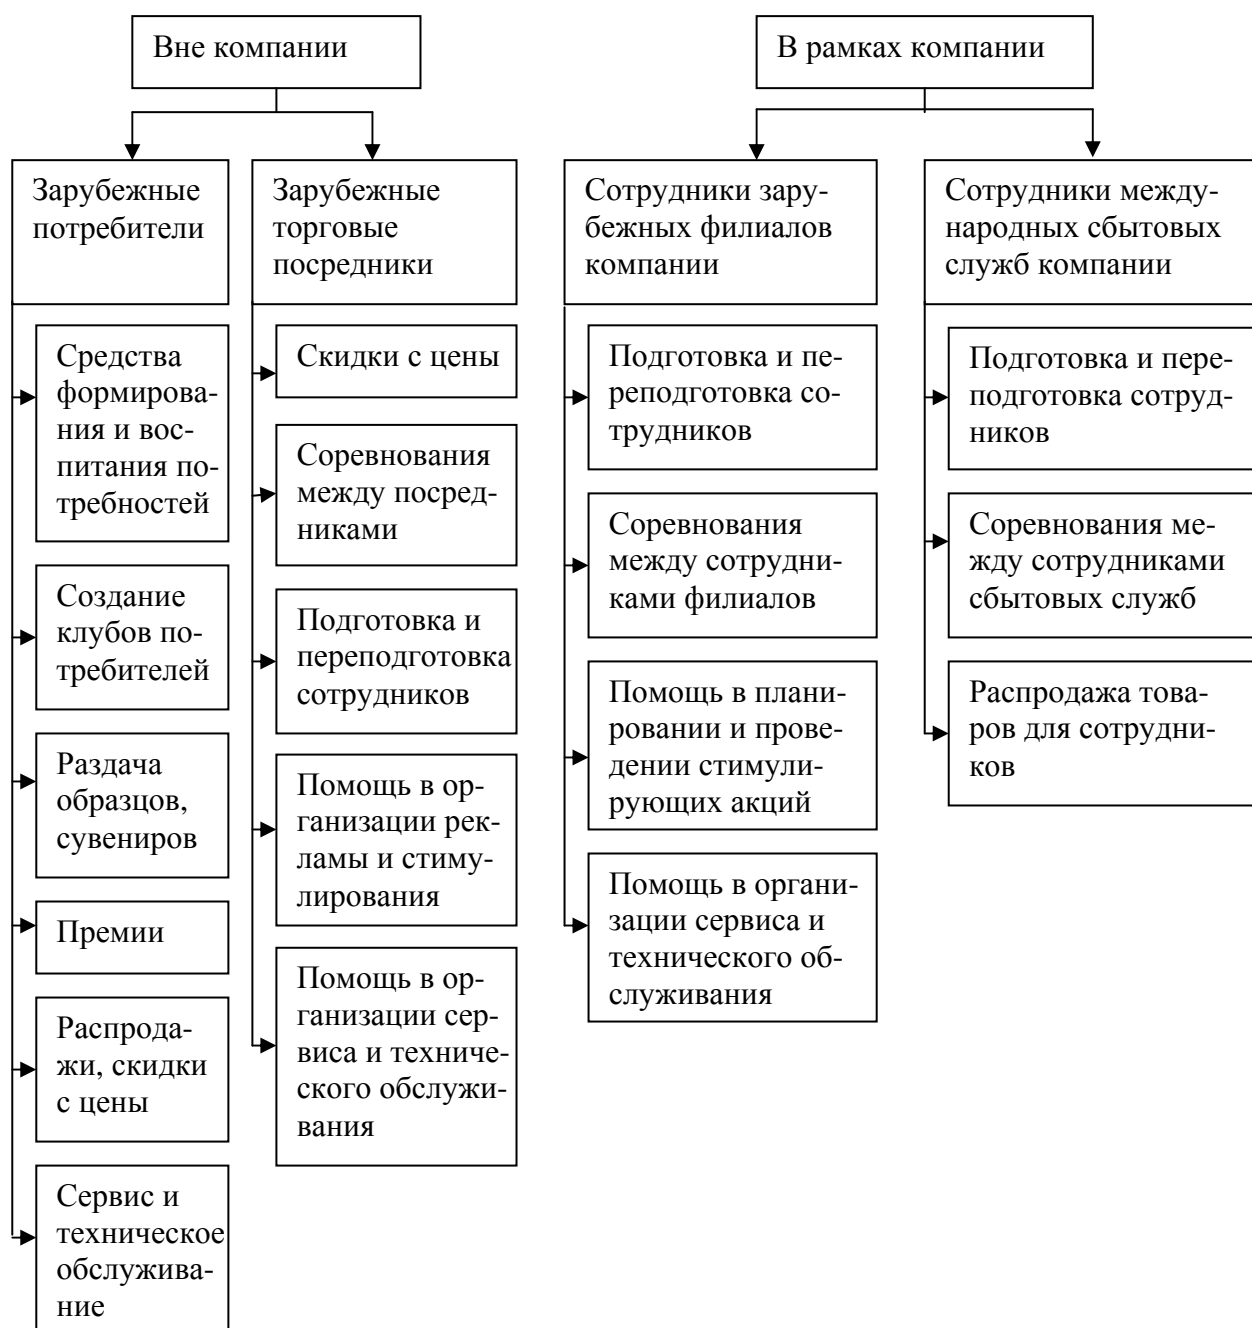 Вне компании
В рамках компании
Зарубежные
потребители
Зарубежные
торговые
посредники
Сотрудники зару-
бежных филиалов
компании
Сотрудники между-
народных сбытовых
служб компании
Средства
формирова-
ния и вос-
питания по-
требностей
Создание
клубов по-
требителей
Раздача
образцов,
сувениров
Премии
Распрода-
жи, скидки
с цены
Сервис и
техническое
обслужива-
ние
Скидки с цены
Соревнования
между посред-
никами
Подготовка и
переподготовка
сотрудников
Помощь в ор-
ганизации рек-
ламы и стиму-
лирования
Помощь в ор-
ганизации сер-
виса и техниче-
ского обслужи-
вания
Подготовка и пе-
реподготовка со-
трудников
Соревнования
между сотрудни-
ками филиалов
Помощь в плани-
ровании и прове-
дении стимули-
рующих акций
Помощь в органи-
зации сервиса и
технического об-
служивания
Подготовка и пере-
подготовка сотруд-
ников
Соревнования ме-
жду сотрудниками
сбытовых служб
Распродажа това-
ров для сотрудни-
ков